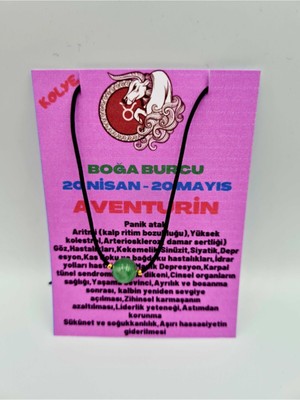 KOLYE
BOĞA BURCU
20 NİSAN - 20 MAYIS
AVENTURİN
Panik atak
Aritmi (kalp ritim bozukluğu),Yüksek
kolestrol,Arterioskleroz( damar sertliği)
Göz,Hastalıkları,Kekemelik,Sinüzit,Siyatik,Depr
esyon,Kas hastalıkları,İdrar
yolları Depresyon,Karpal
tünel sendromu, organların
sağlığı,Yaşama sevinci,Ayrılık ve boşanma
sonrası, kalbin yeniden sevgiye
açılması,Zihinsel karmaşanın
azaltılması,Liderlik yeteneği,Astımdan
korunma
Sükünet ve soğukkanlılık,Aşırı hassasiyetin
giderilmesi